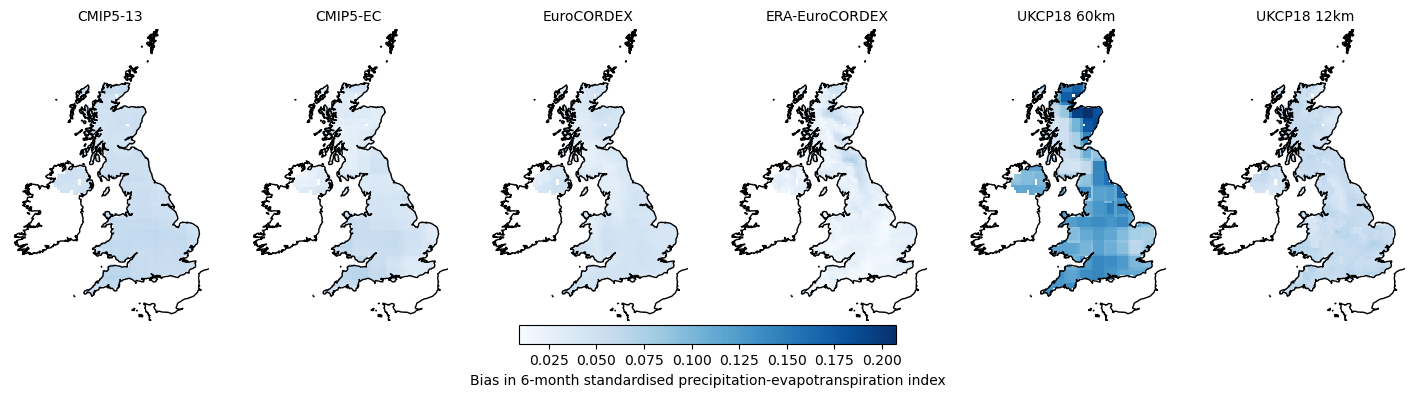 CMIP5-13 CMIP5-EC EuroCORDEX ERA-EuroCORDEX UKCP18 60km UKCP18 12km
0.025 0.050 0.075 0.100 0.125 0.150 0.175 0.200
Bias in 6-month standardised precipitation-evapotranspiration index